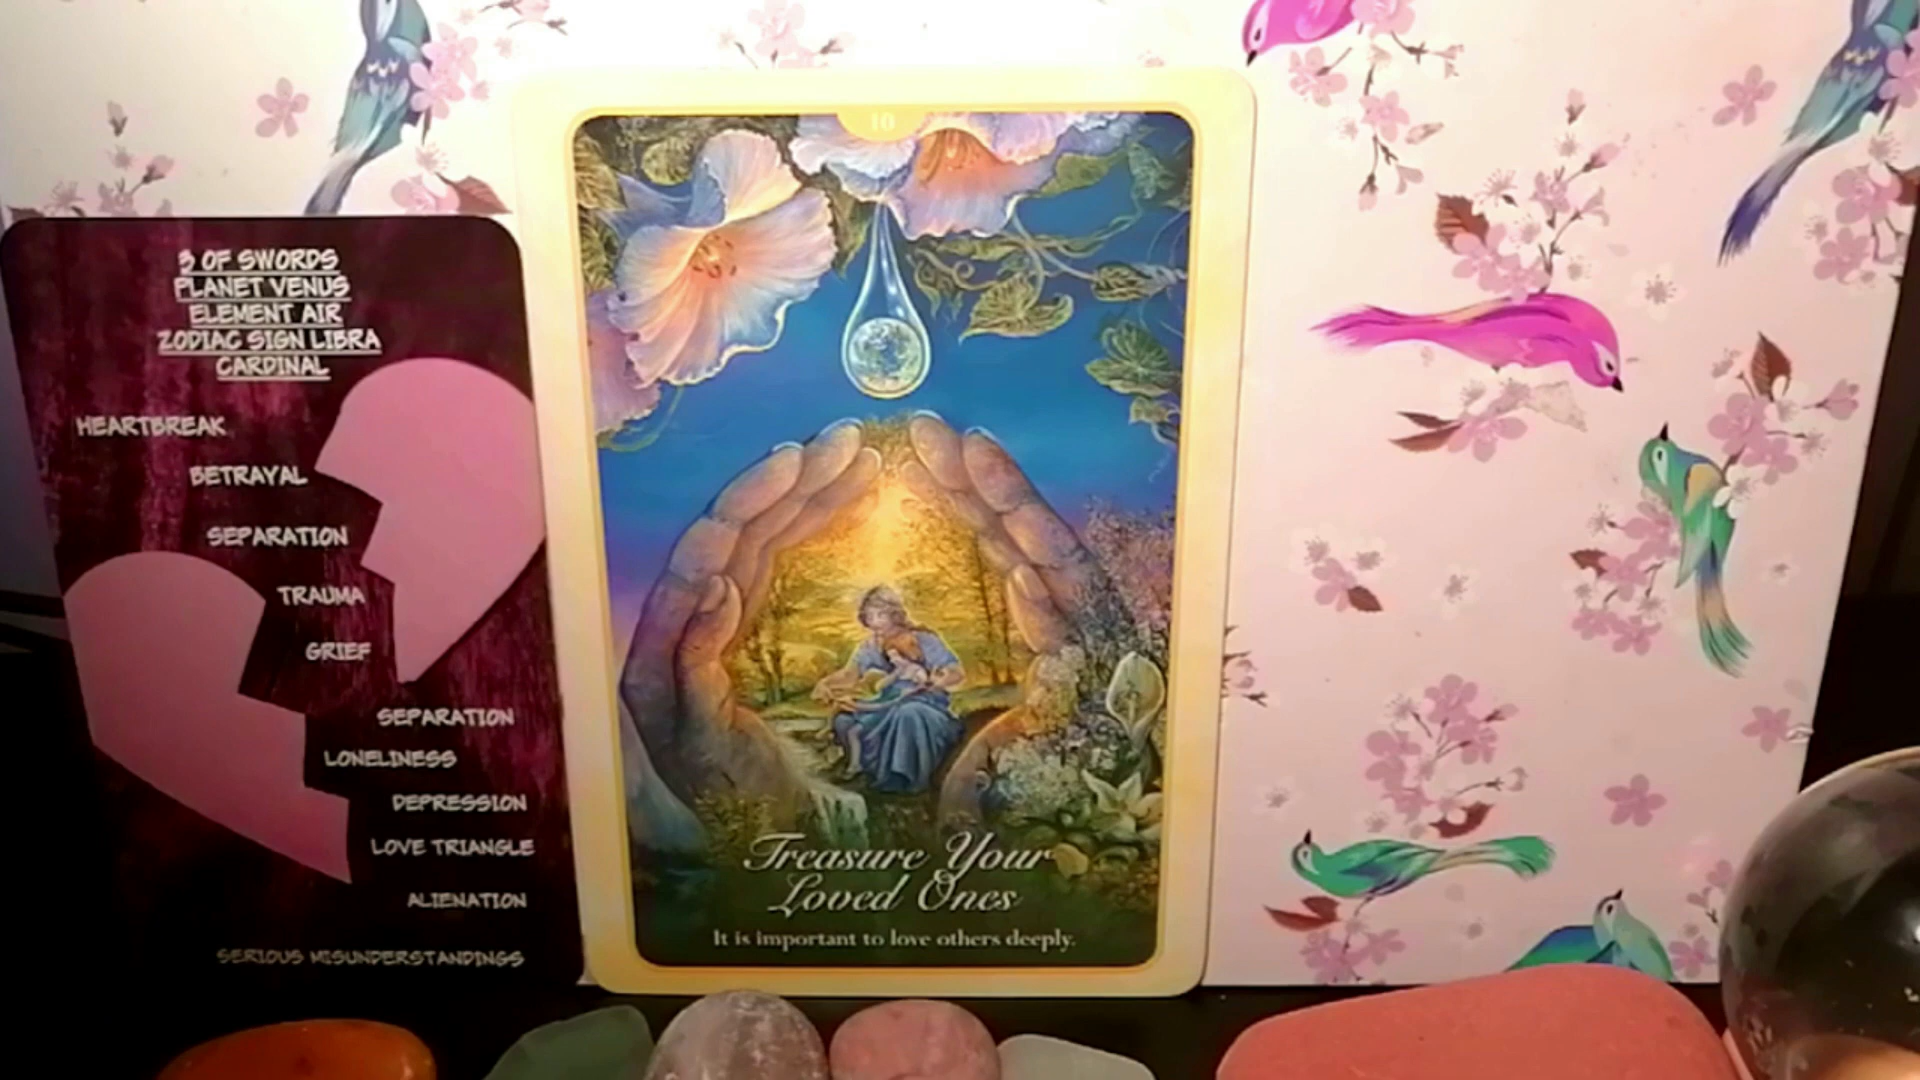 3 OF SWORDS
PLANET VENUS
ELEMENT AIR
ZODIAC SIGN LIBRA
CARDINAL
HEARTBREAK
BETRAYAL
SEPARATION
TRAUMA
GRIEF
SEPARATION
LONELINESS
DEPRESSION
LOVE TRIANGLE
ALIENATION
SERIOUS MISUNDERSTANDINGS
10
Treasure Your
Loved Ones
It is important to love others deeply.